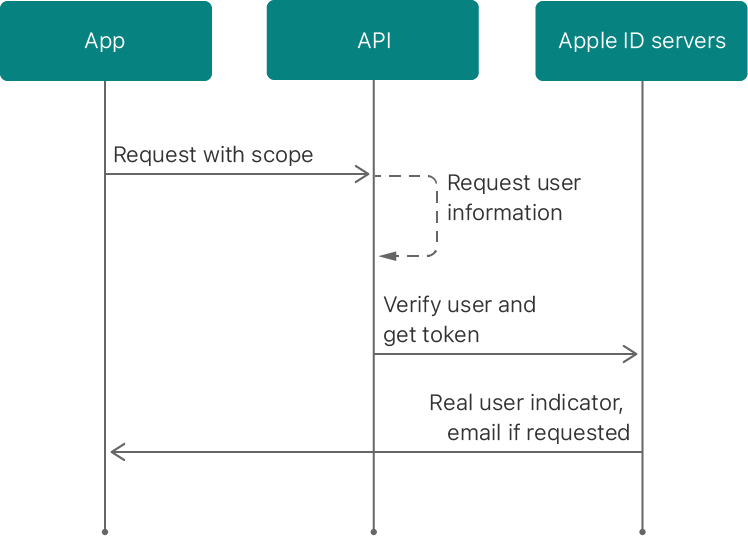 App
API
Apple ID servers
Request with scope
Request user
information
Verify user and
get token
Real user indicator,
email if requested